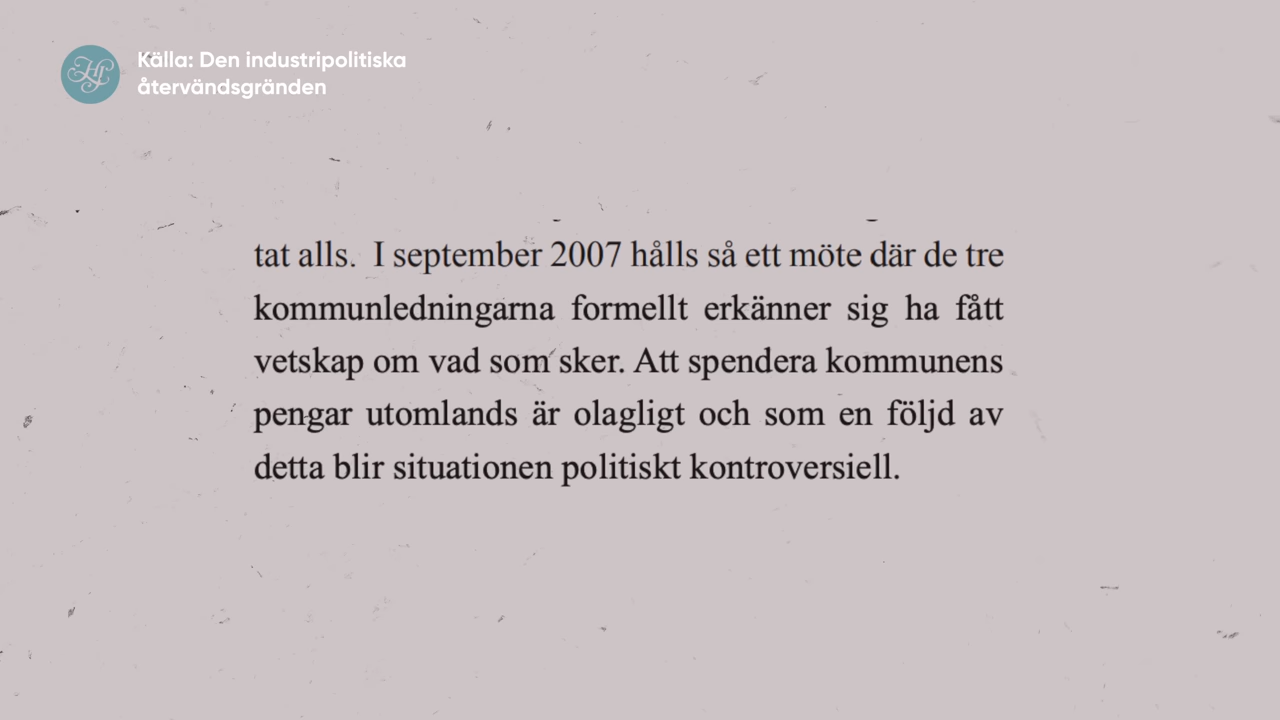 Källa: Den industripolitiska
återvändsgränden
tat alls. I september 2007 hålls så ett möte där de tre
kommunledningarna formellt erkänner sig ha fått
vetskap om vad som sker. Att spendera kommunens
pengar utomlands är olagligt och som en följd av
detta blir situationen politiskt kontroversiell.